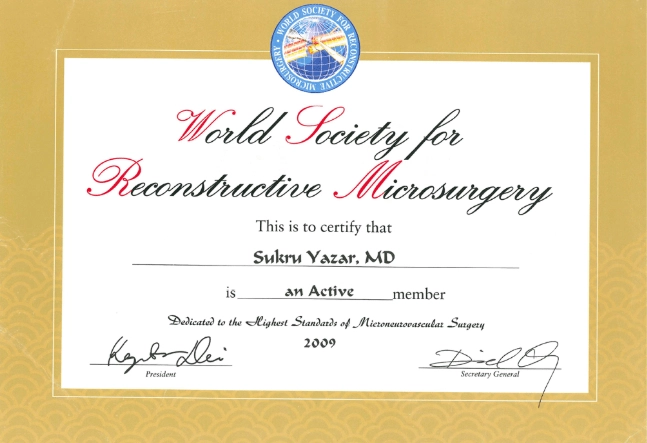 WORLD SOCIETY FOR RECONSTRUCTIVE MICROSURGERY
World Society for
Reconstructive Microsurgery
This is to certify that
Sukru Yazar, MD
is an Active member
Dedicated to the Highest Standards of Microneurovascular Surgery
2009
President
Secretary General